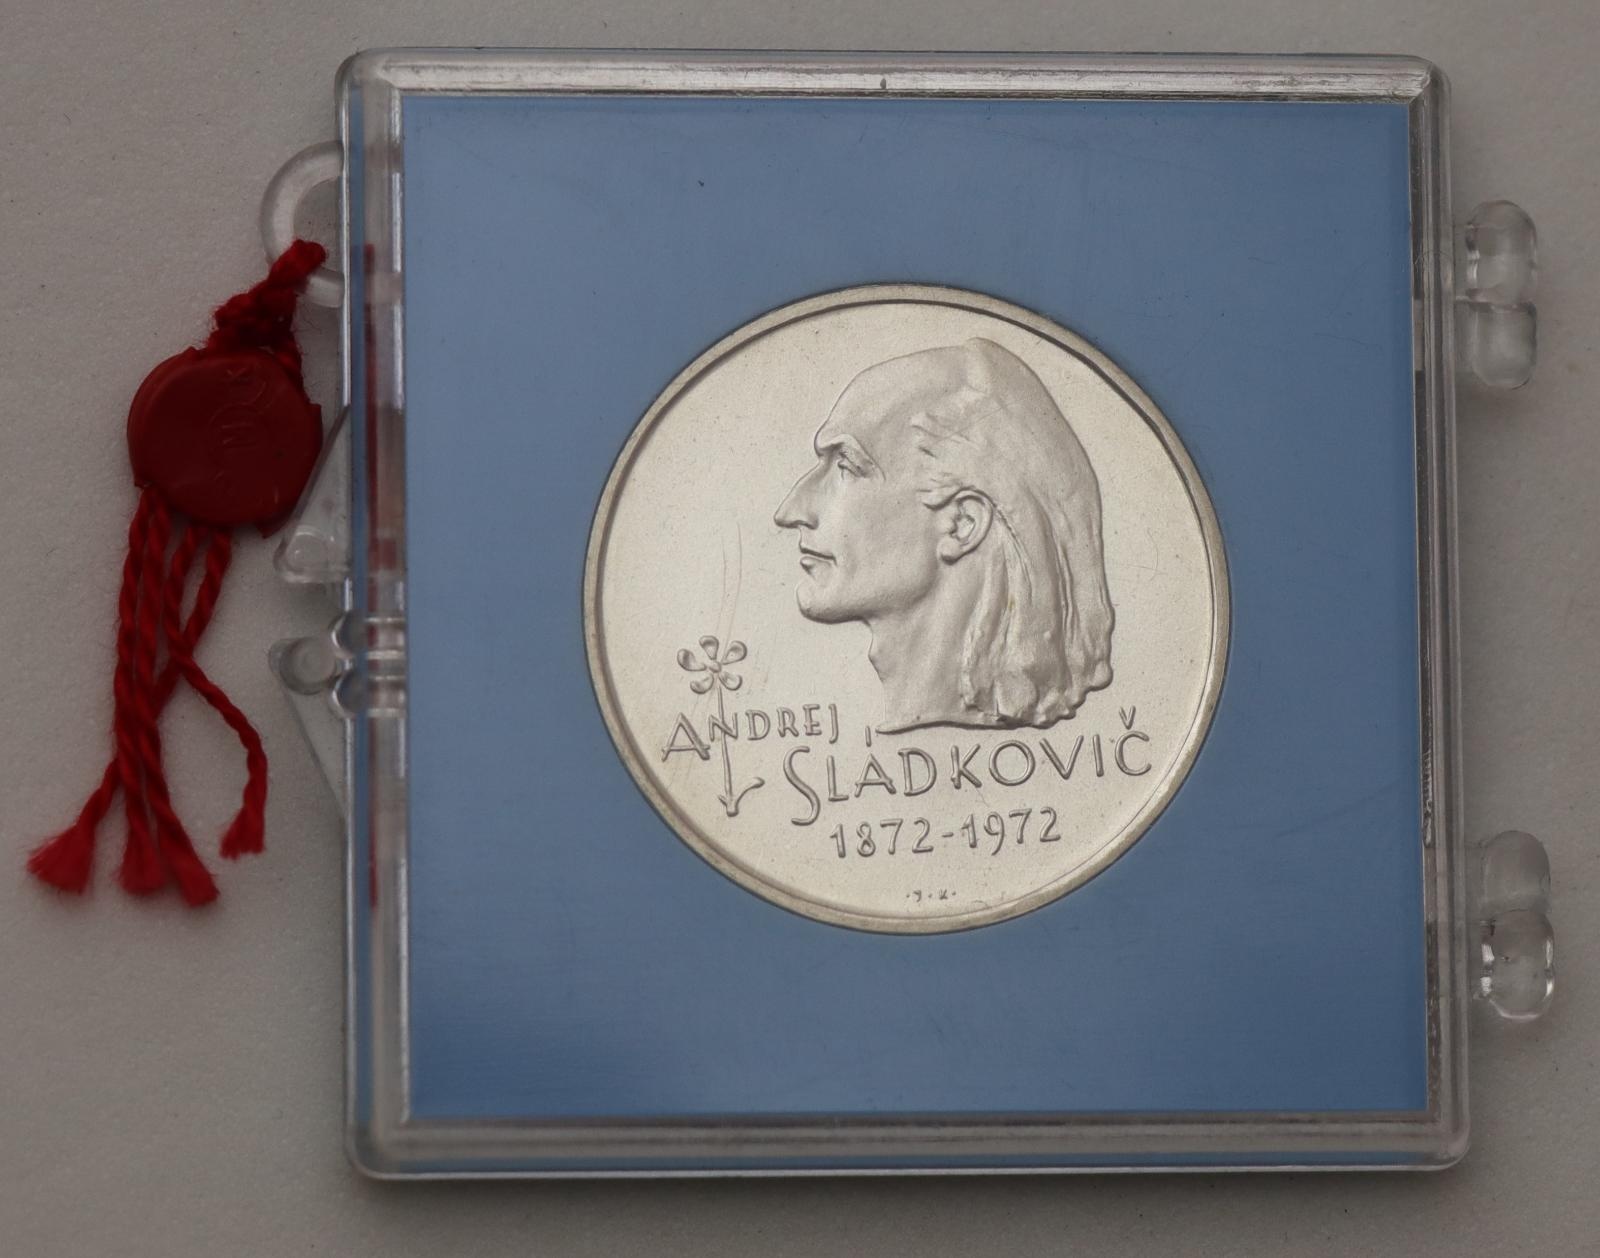 ANDREJ
SLÁDKOVIČ
1872-1972